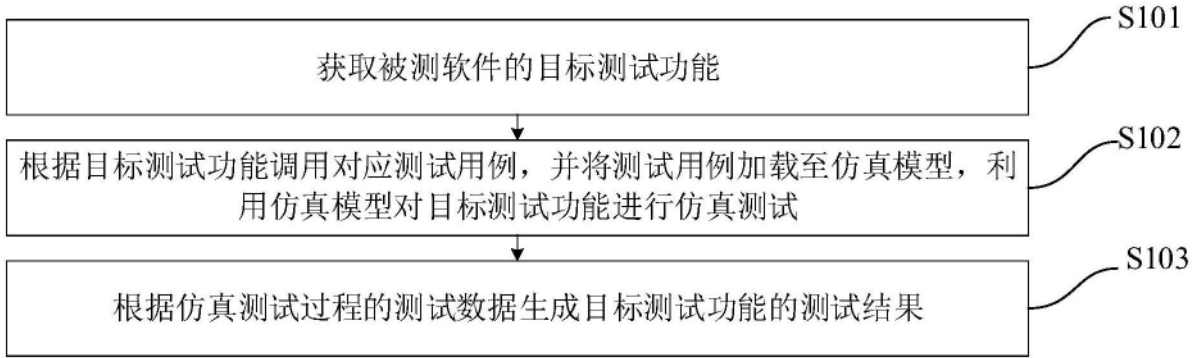 S101
获取被测软件的目标测试功能
S102
根据目标测试功能调用对应测试用例，并将测试用例加载至仿真模型，利
用仿真模型对目标测试功能进行仿真测试
S103
根据仿真测试过程的测试数据生成目标测试功能的测试结果